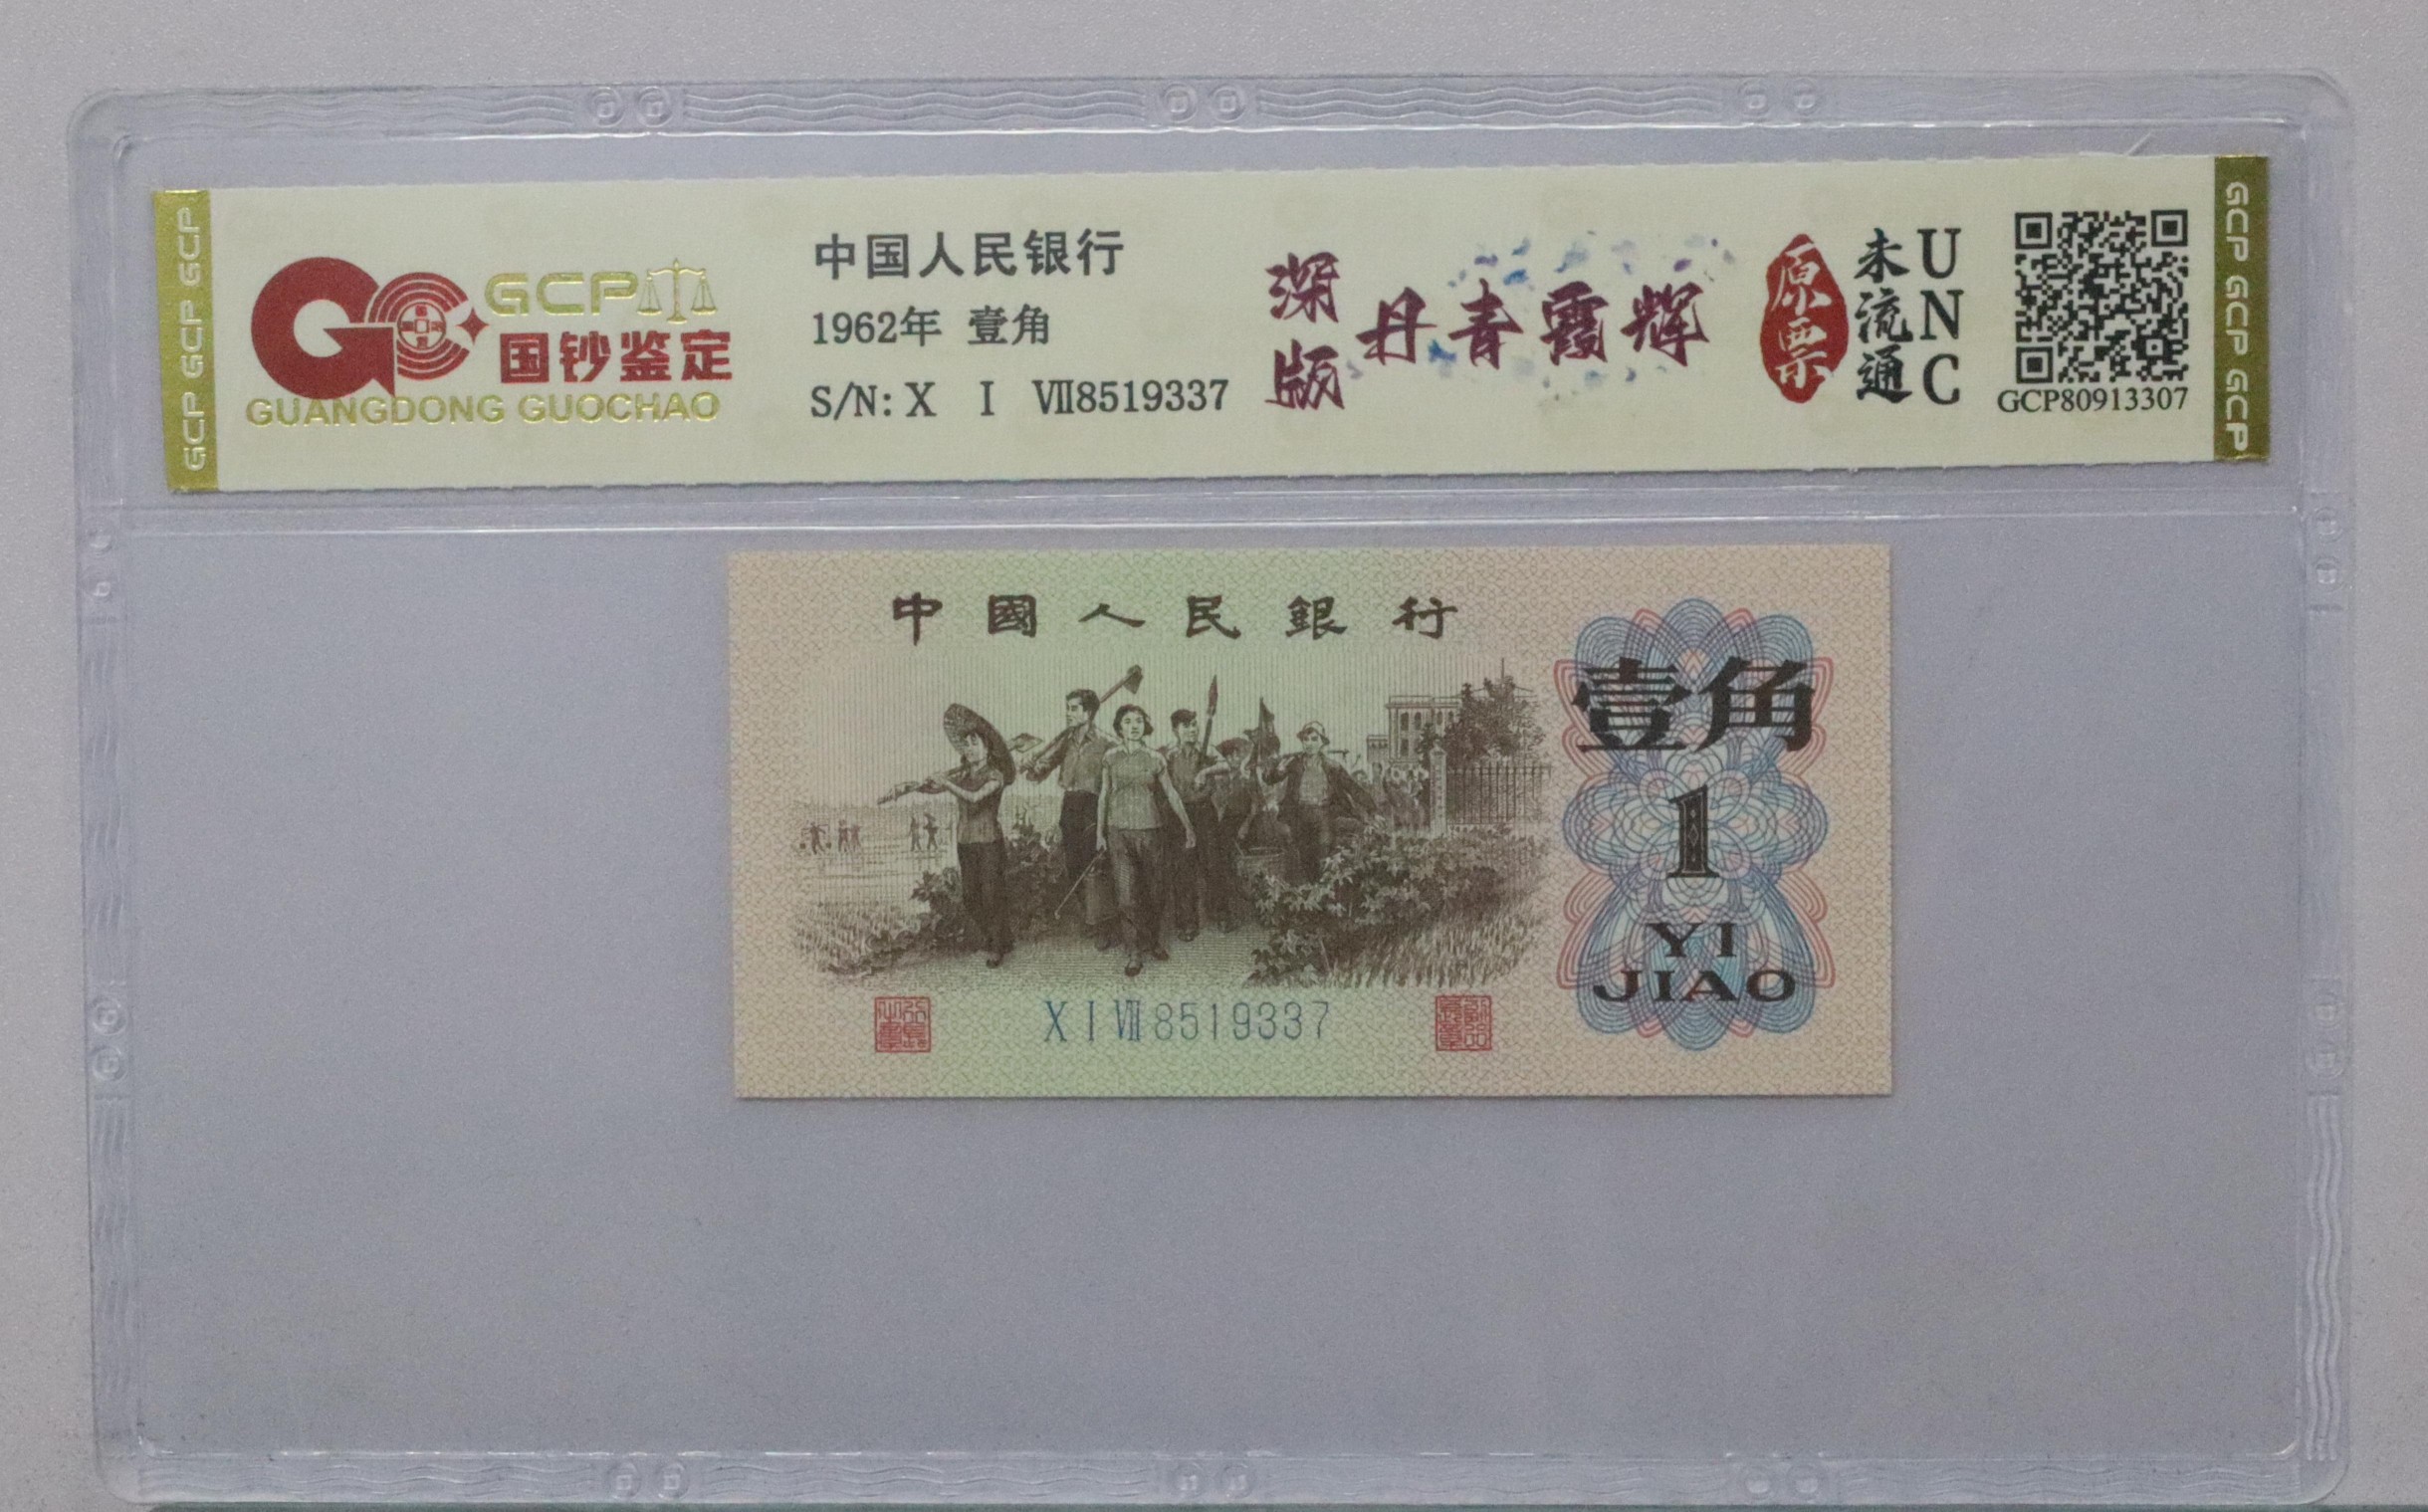 GCP GCP GCP
GCP
国钞鉴定
GUANGDONG GUOCHAO
中国人民银行
1962年 壹角
S/N: X I VII8519337
深版
丹青霞辉
原票
未流通
UNC
GCP80913307
GCP GCP GCP
中國人民銀行
壹角
1
YI
JIAO
X I VII 8519337